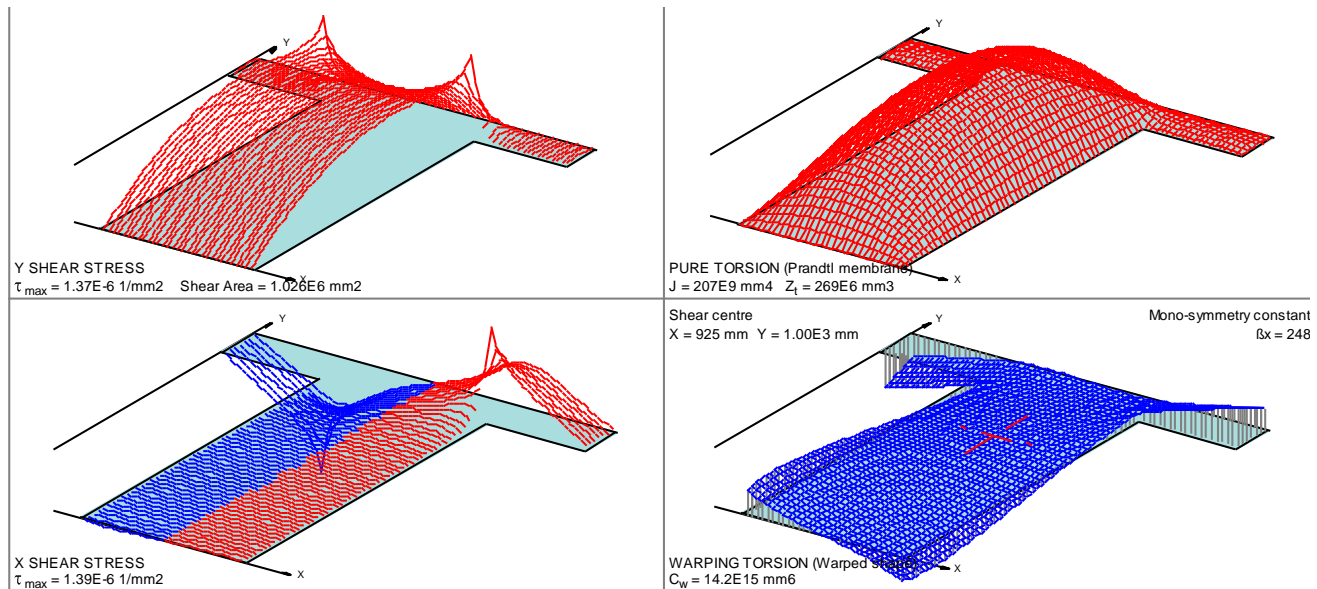 Y
X
Y SHEAR STRESS
τ max = 1.37E-6 1/mm2 Shear Area = 1.026E6 mm2
Y
X
PURE TORSION (Prandtl membrane)
J = 207E9 mm4 Zt = 269E6 mm3
Y
X
X SHEAR STRESS
τ max = 1.39E-6 1/mm2
Shear centre
X = 925 mm Y = 1.00E3 mm
Mono-symmetry constant
ßx = 248
Y
X
WARPING TORSION (Warped shape)
Cw = 14.2E15 mm6